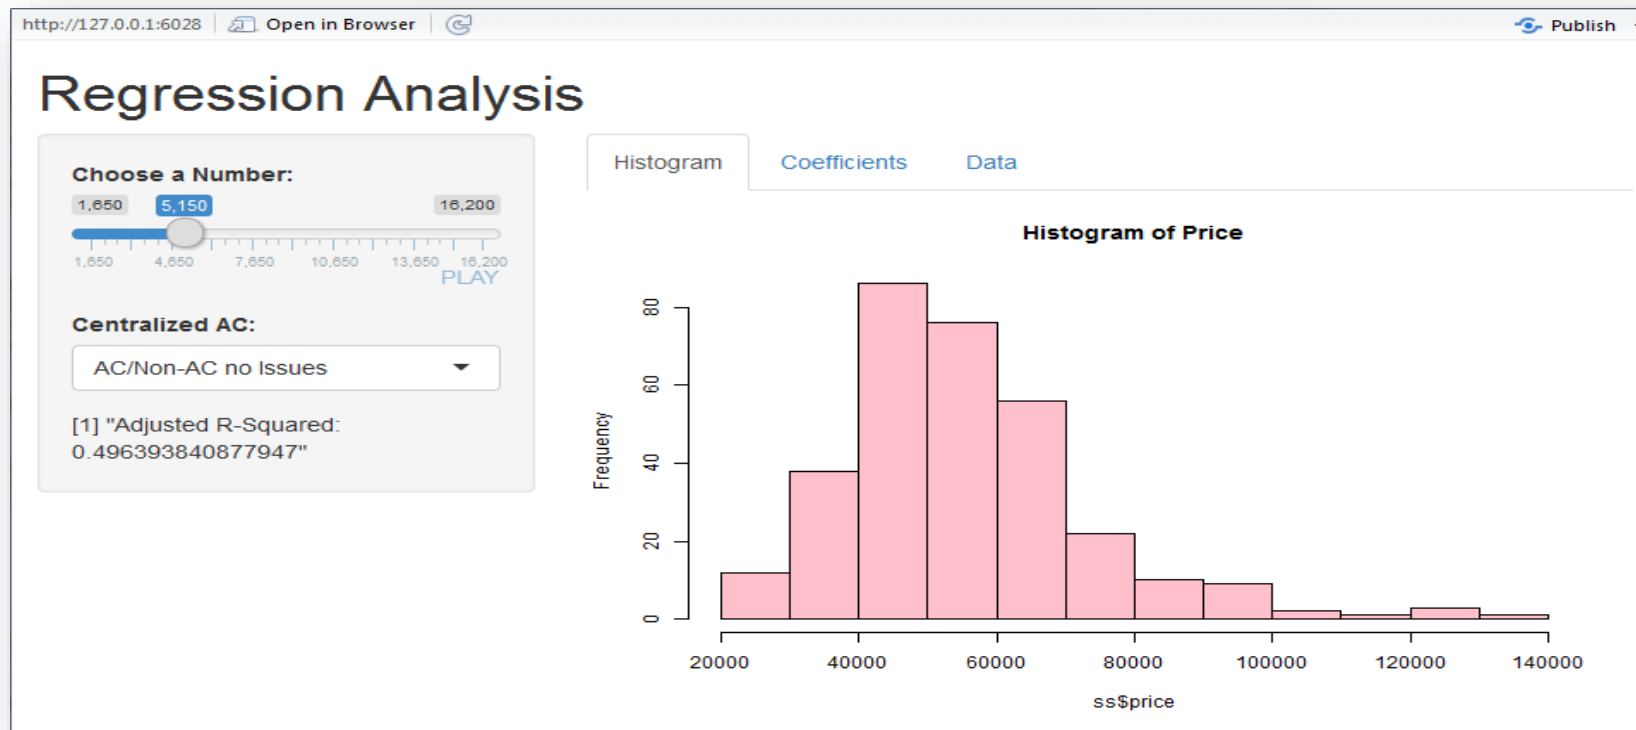 http://127.0.0.1:6028 Open in Browser Publish
Regression Analysis
Choose a Number:
1,650 5,150 16,200
1,650 4,650 7,650 10,650 13,650 16,200
PLAY
Centralized AC:
AC/Non-AC no Issues
[1] "Adjusted R-Squared:
0.496393840877947"
Histogram Coefficients Data
Histogram of Price
Frequency
80
60
40
20
0
20000 40000 60000 80000 100000 120000 140000
ss$price